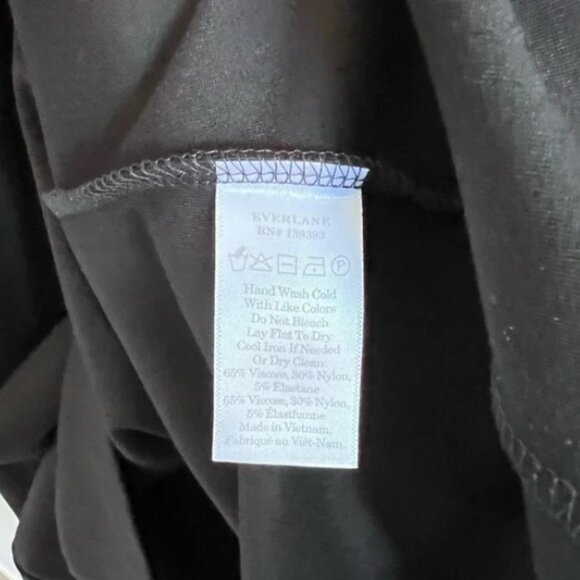 EVERLANE
RN# 139393
Hand Wash Cold
With Like Colors
Do Not Bleach
Lay Flat To Dry
Cool Iron If Needed
Or Dry Clean
65% Viscose, 30% Nylon,
5% Elastane
65% Viscose, 30% Nylon,
5% Élasthanne
Made in Vietnam.
Fabriqué au Viêt-Nam.